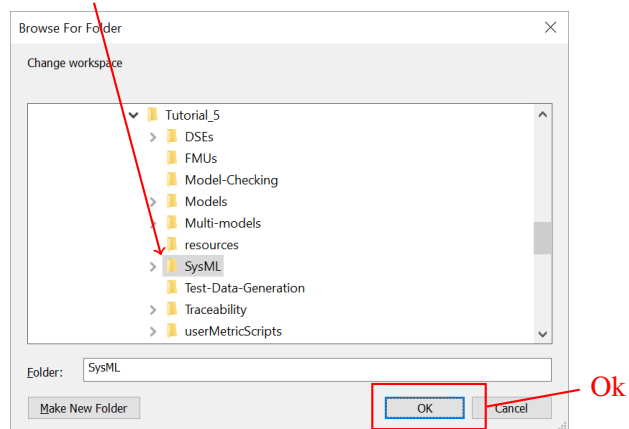 Browse For Folder
Change workspace
Tutorial_5
DSEs
FMUs
Model-Checking
Models
Multi-models
resources
SysML
Test-Data-Generation
Traceability
userMetricScripts
Folder: SysML
Ok
Make New Folder OK Cancel